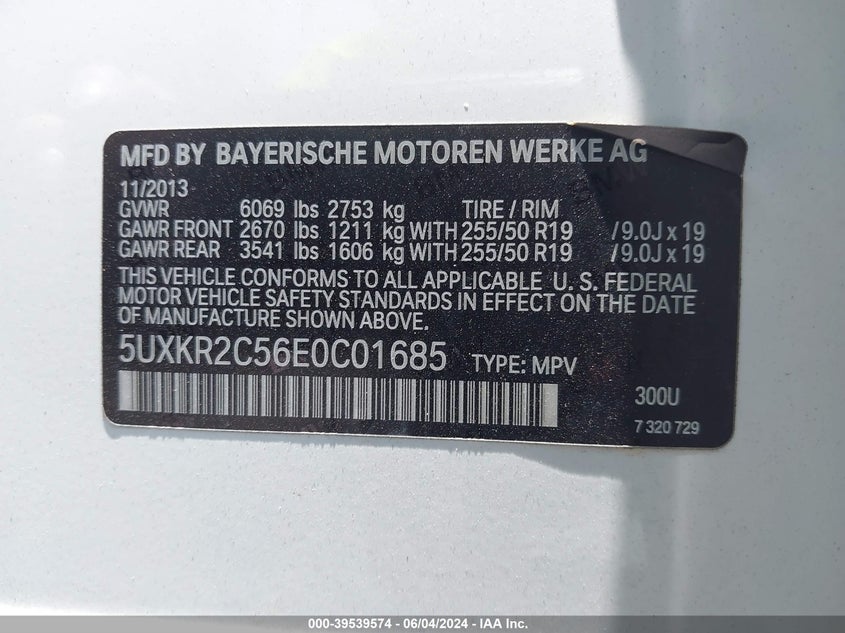 MFD BY BAYERISCHE MOTOREN WERKE AG
11/2013
GVWR 6069 lbs 2753 kg TIRE / RIM
GAWR FRONT 2670 lbs 1211 kg WITH 255/50 R19 / 9.0J x 19
GAWR REAR 3541 lbs 1606 kg WITH 255/50 R19 / 9.0J x 19
THIS VEHICLE CONFORMS TO ALL APPLICABLE U. S. FEDERAL
MOTOR VEHICLE SAFETY STANDARDS IN EFFECT ON THE DATE
OF MANUFACTURE SHOWN ABOVE.
5UXKR2C56E0C01685 TYPE: MPV
300U
7 320 729
000-39539574 - 06/04/2024 - IAA Inc.